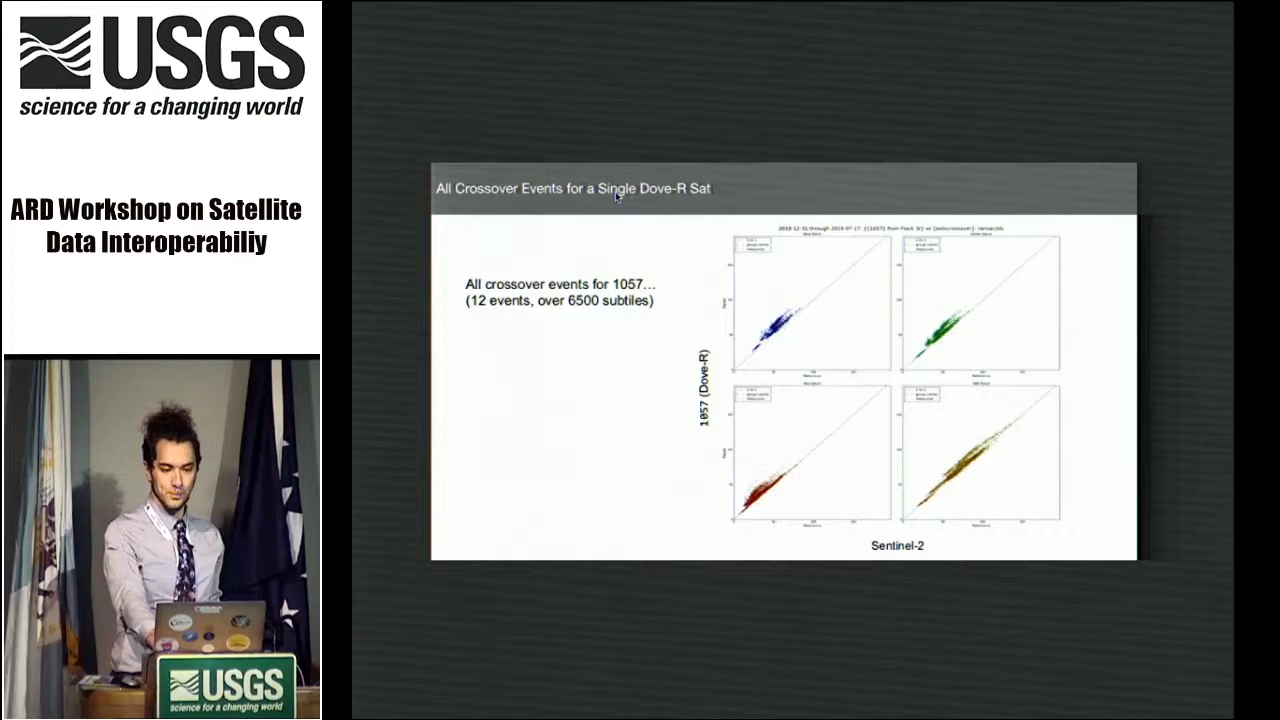 USGS
science for a changing world
ARD Workshop on Satellite
Data Interoperabiliy
All Crossover Events for a Single Dove-R Sat
All crossover events for 1057...
(12 events, over 6500 subtiles)
1057 (Dove-R)
Sentinel-2
USGS
science for a changing world